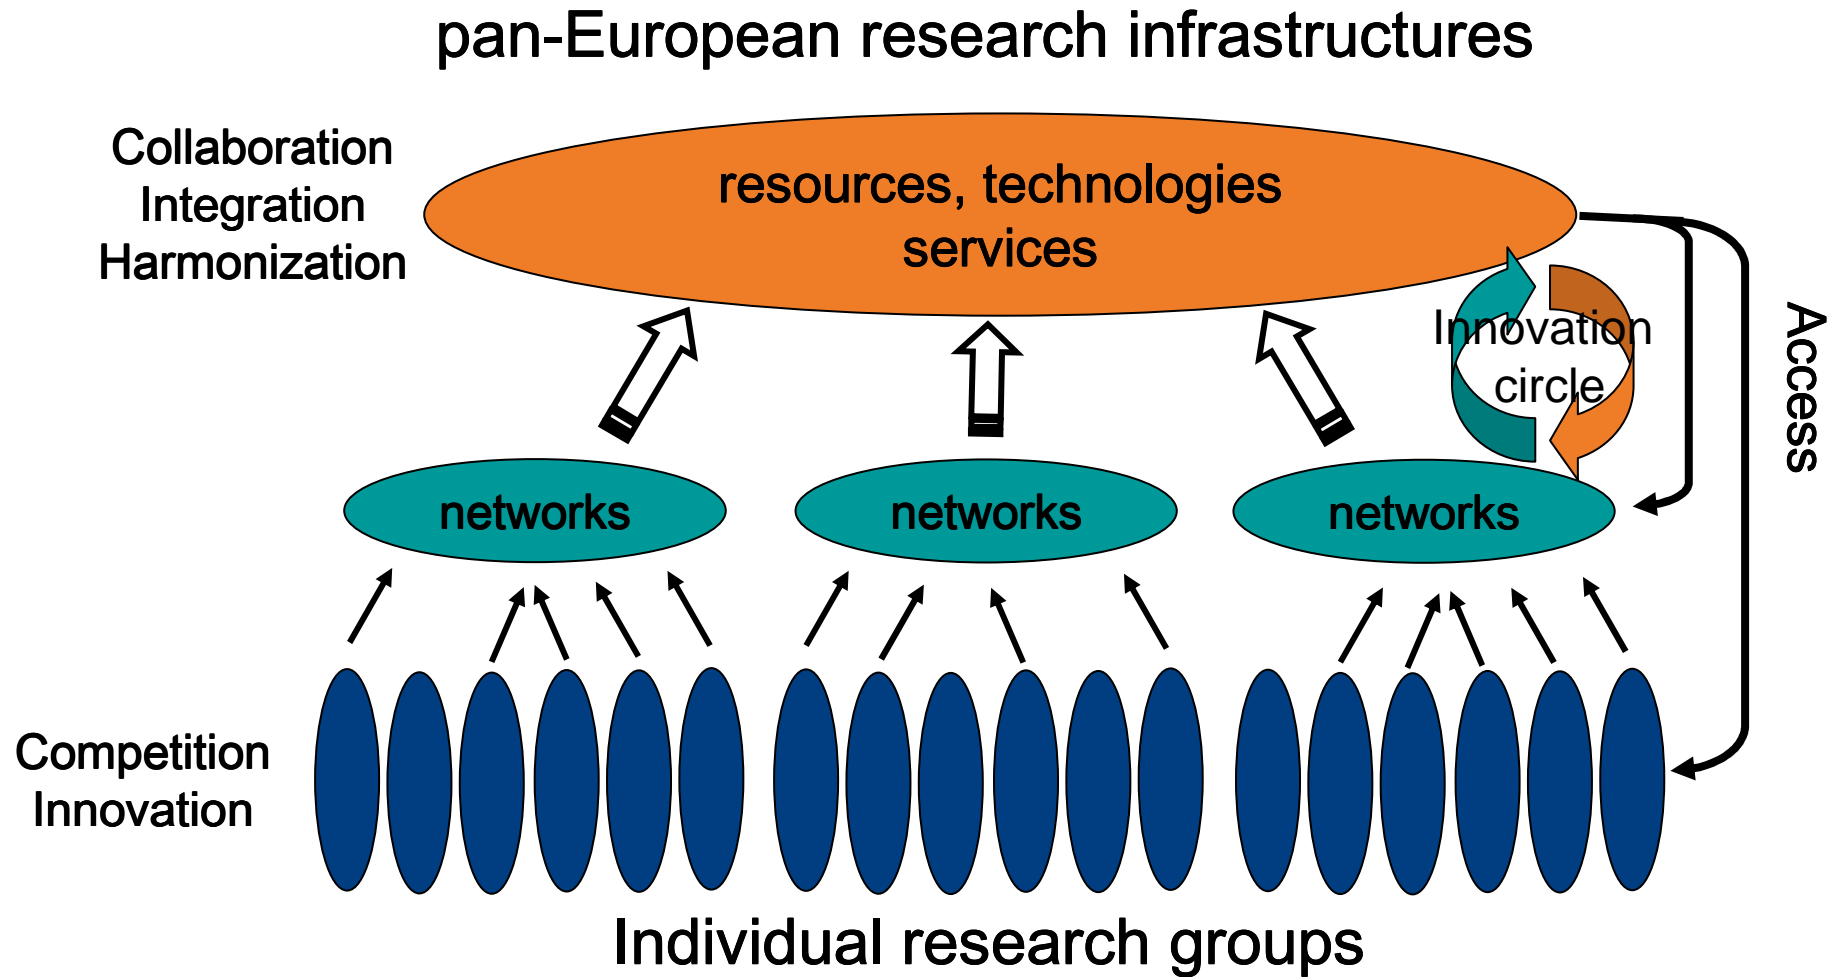 pan-European research infrastructures
Collaboration
Integration
Harmonization
resources, technologies
services
Innovation
circle
Access
networks
networks
networks
Competition
Innovation
Individual research groups